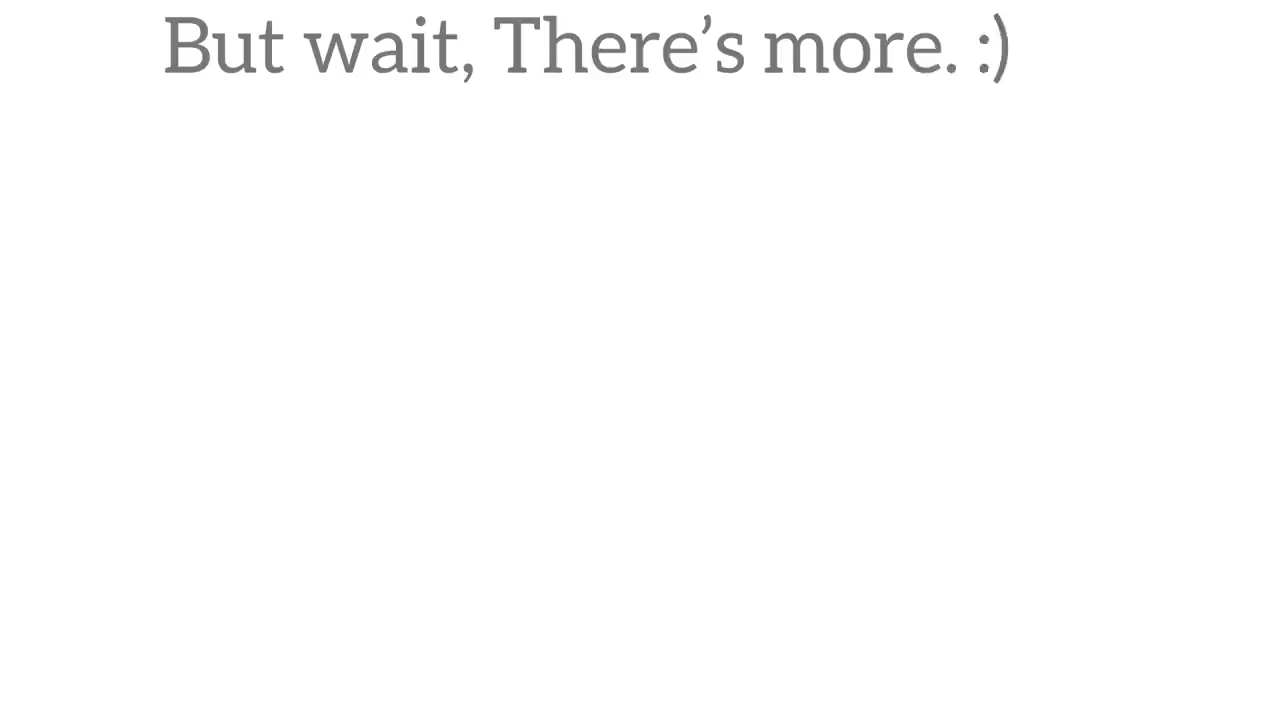 But wait, There’s more. :)